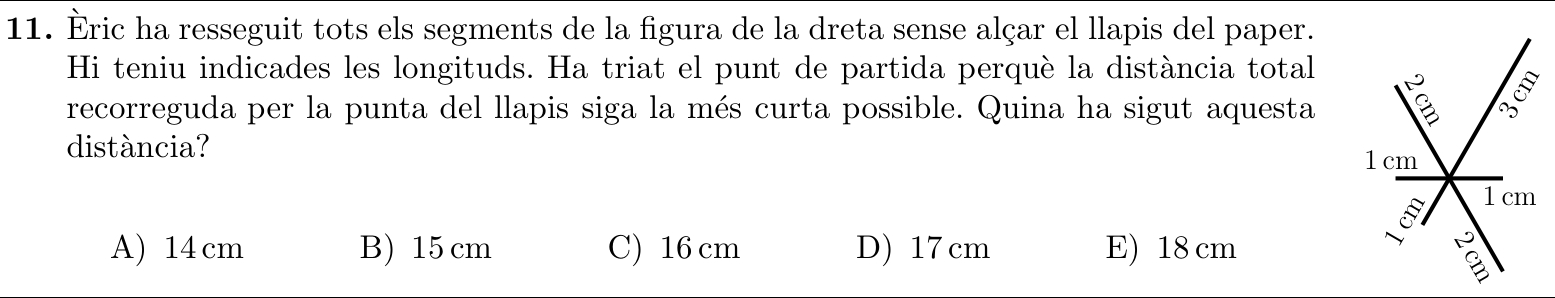 11. Èric ha resseguit tots els segments de la figura de la dreta sense alçar el llapis del paper.
Hi teniu indicades les longituds. Ha triat el punt de partida perquè la distància total
recorreguda per la punta del llapis siga la més curta possible. Quina ha sigut aquesta
distància?
A) 14 cm B) 15 cm C) 16 cm D) 17 cm E) 18 cm
2 cm
3 cm
1 cm
1 cm
1 cm
2 cm